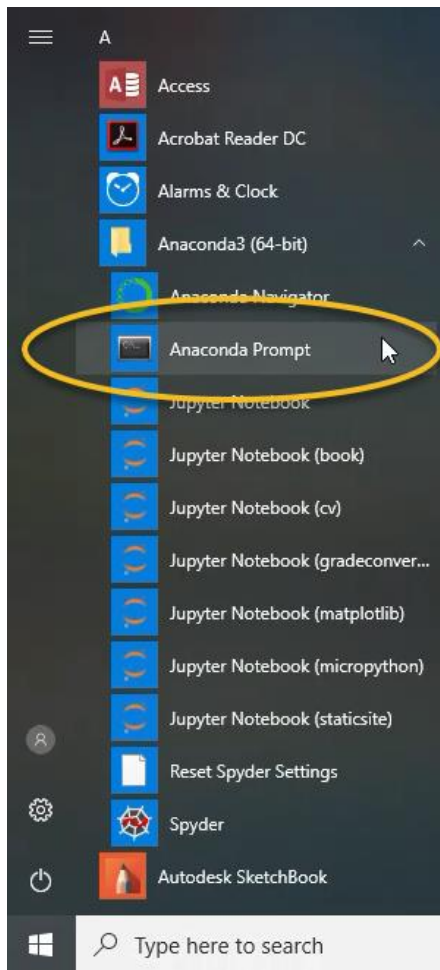 A
Access
Acrobat Reader DC
Alarms & Clock
Anaconda3 (64-bit)
Anaconda Navigator
Anaconda Prompt
Jupyter Notebook
Jupyter Notebook (book)
Jupyter Notebook (cv)
Jupyter Notebook (gradeconver...
Jupyter Notebook (matplotlib)
Jupyter Notebook (micropython)
Jupyter Notebook (staticsite)
Reset Spyder Settings
Spyder
Autodesk SketchBook
Type here to search